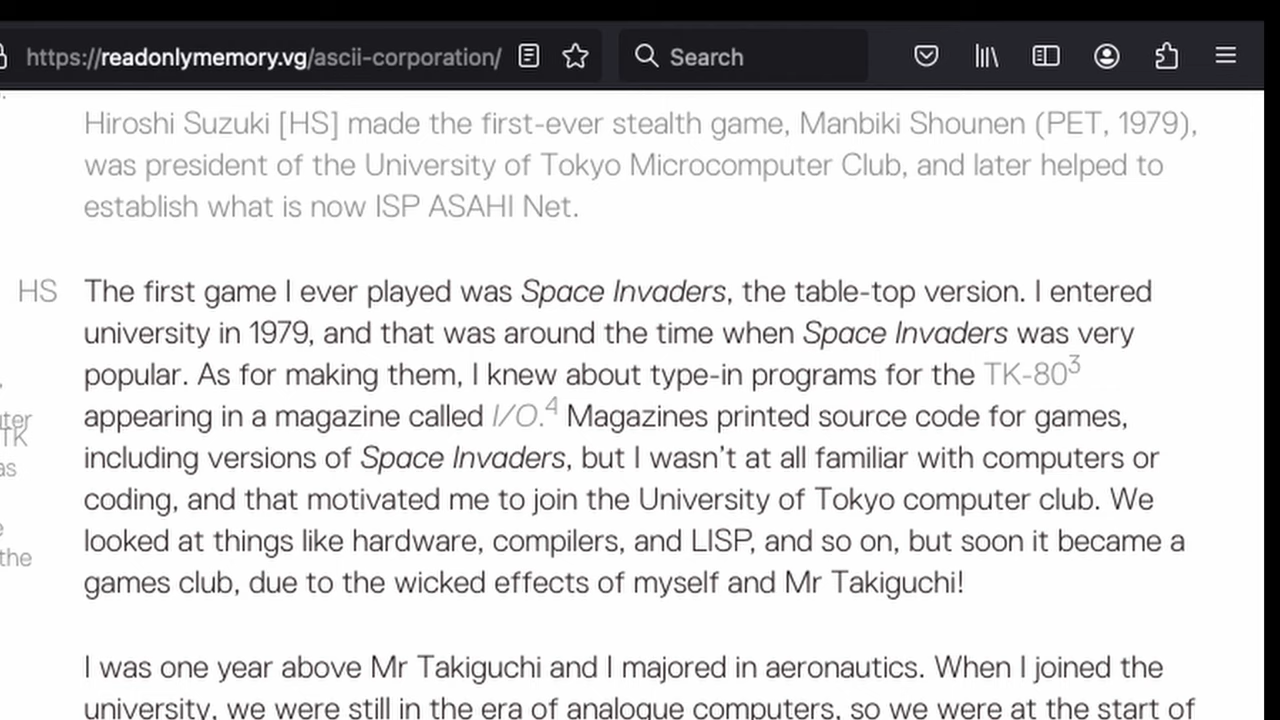 https://readonlymemory.vg/ascii-corporation/ Search
Hiroshi Suzuki [HS] made the first-ever stealth game, Manbiki Shounen (PET, 1979),
was president of the University of Tokyo Microcomputer Club, and later helped to
establish what is now ISP ASAHI Net.
HS The first game I ever played was Space Invaders, the table-top version. I entered
university in 1979, and that was around the time when Space Invaders was very
popular. As for making them, I knew about type-in programs for the TK-80³
appearing in a magazine called I/O.⁴ Magazines printed source code for games,
including versions of Space Invaders, but I wasn’t at all familiar with computers or
coding, and that motivated me to join the University of Tokyo computer club. We
looked at things like hardware, compilers, and LISP, and so on, but soon it became a
games club, due to the wicked effects of myself and Mr Takiguchi!
TK
the
I was one year above Mr Takiguchi and I majored in aeronautics. When I joined the
university, we were still in the era of analogue computers, so we were at the start of